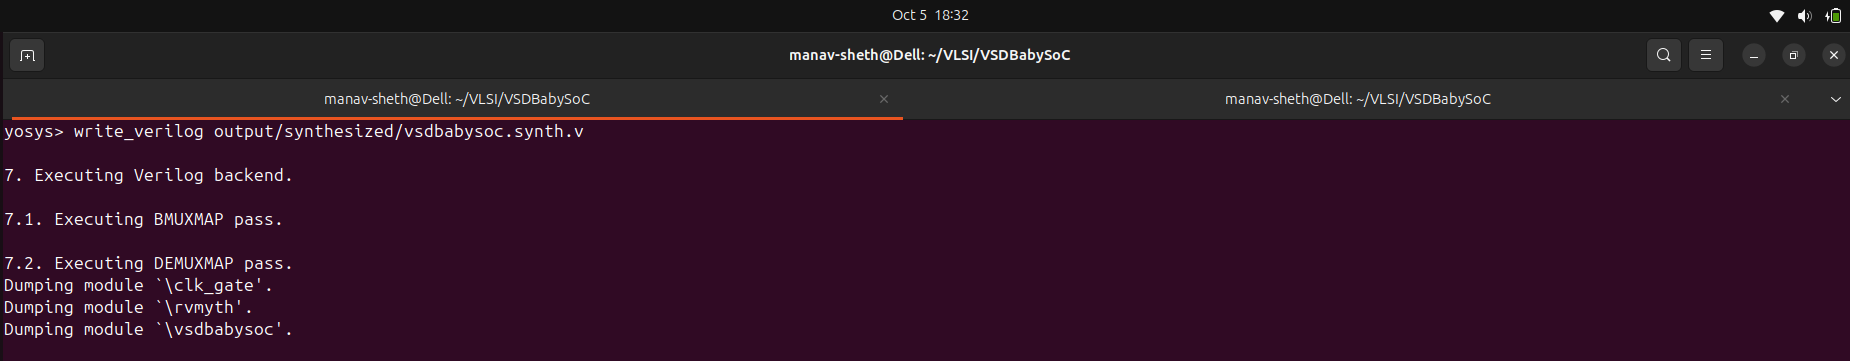 Oct 5 18:32
manav-sheth@Dell: ~/VLSI/VSDBabySoC
manav-sheth@Dell: ~/VLSI/VSDBabySoC
manav-sheth@Dell: ~/VLSI/VSDBabySoC
yosys> write_verilog output/synthesized/vsdbabysoc.synth.v
7. Executing Verilog backend.
7.1. Executing BMUXMAP pass.
7.2. Executing DEMUXMAP pass.
Dumping module `\clk_gate'.
Dumping module `\rvmyth'.
Dumping module `\vsdbabysoc'.